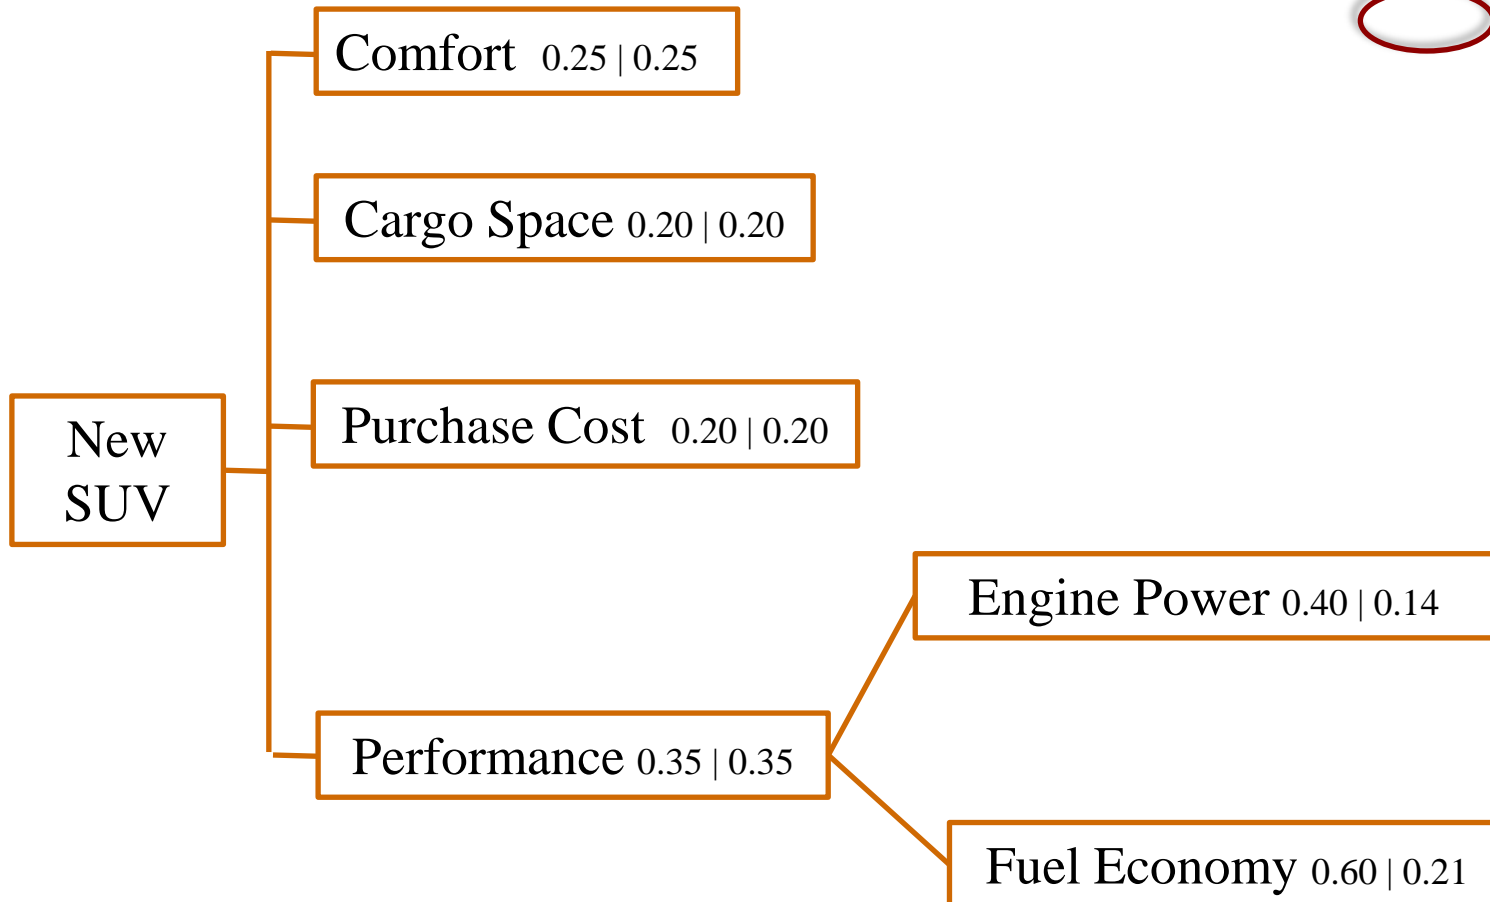 Comfort 0.25 | 0.25
Cargo Space 0.20 | 0.20
Purchase Cost 0.20 | 0.20
New
SUV
Engine Power 0.40 | 0.14
Performance 0.35 | 0.35
Fuel Economy 0.60 | 0.21